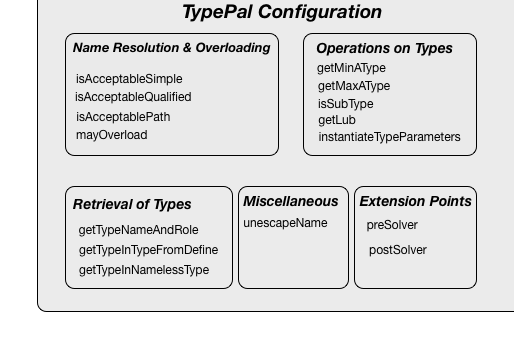 TypePal Configuration
Name Resolution & Overloading
isAcceptableSimple
isAcceptableQualified
isAcceptablePath
mayOverload
Operations on Types
getMinAType
getMaxAType
isSubType
getLub
instantiateTypeParameters
Retrieval of Types
getTypeNameAndRole
getTypeInTypeFromDefine
getTypeInNamelessType
Miscellaneous
unescapeName
Extension Points
preSolver
postSolver